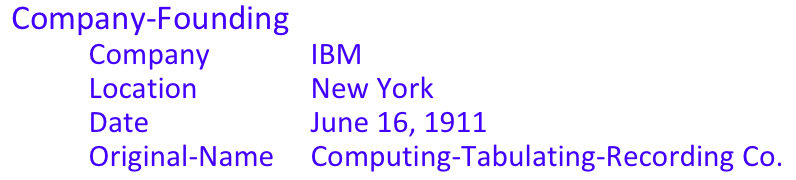 Company-Founding
Company IBM
Location New York
Date June 16, 1911
Original-Name Computing-Tabulating-Recording Co.